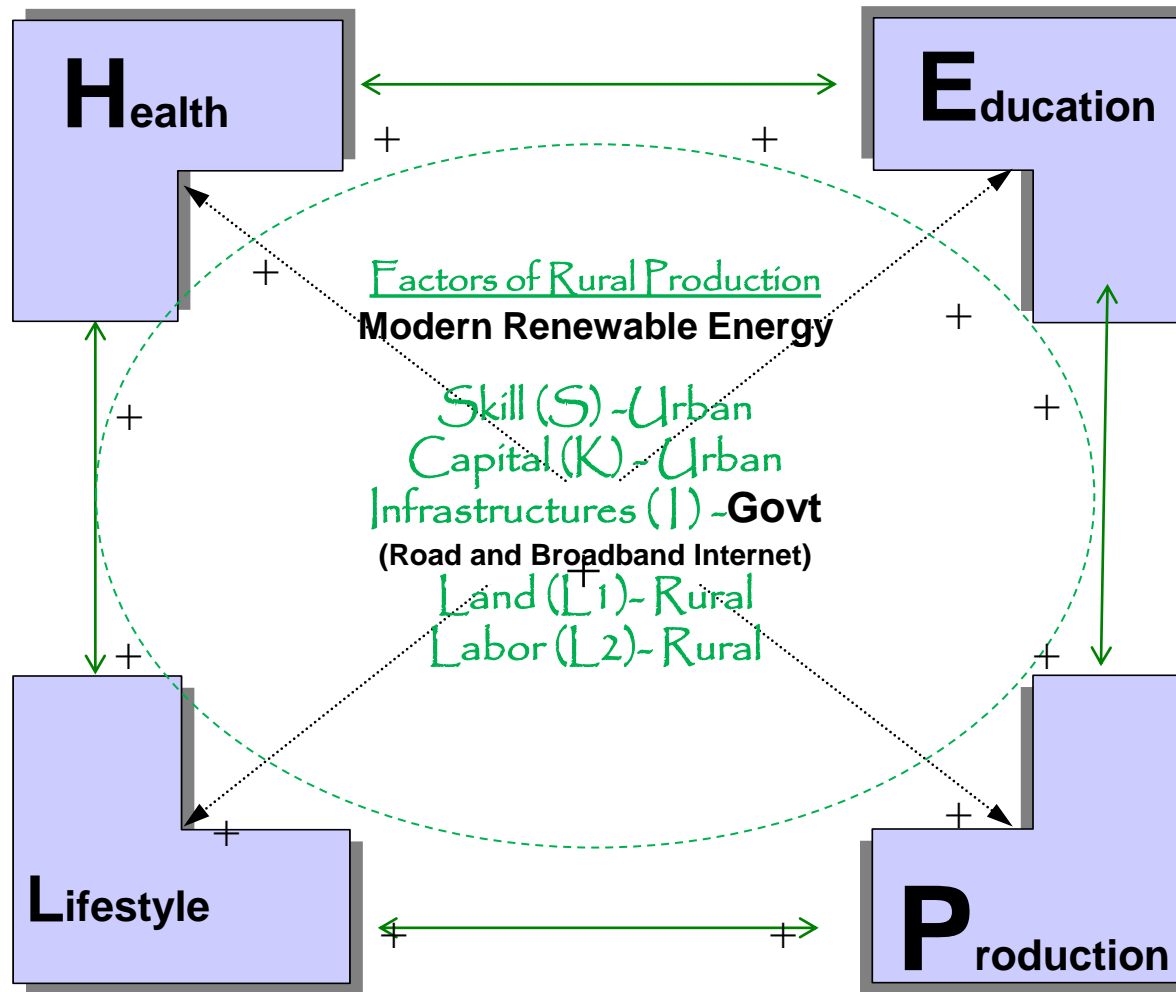 Health
Education
Factors of Rural Production
Modern Renewable Energy
Skill (S) -Urban
Capital (K) - Urban
Infrastructures (I) -Govt
(Road and Broadband Internet)
Land (L1)- Rural
Labor (L2)- Rural
Lifestyle
Production